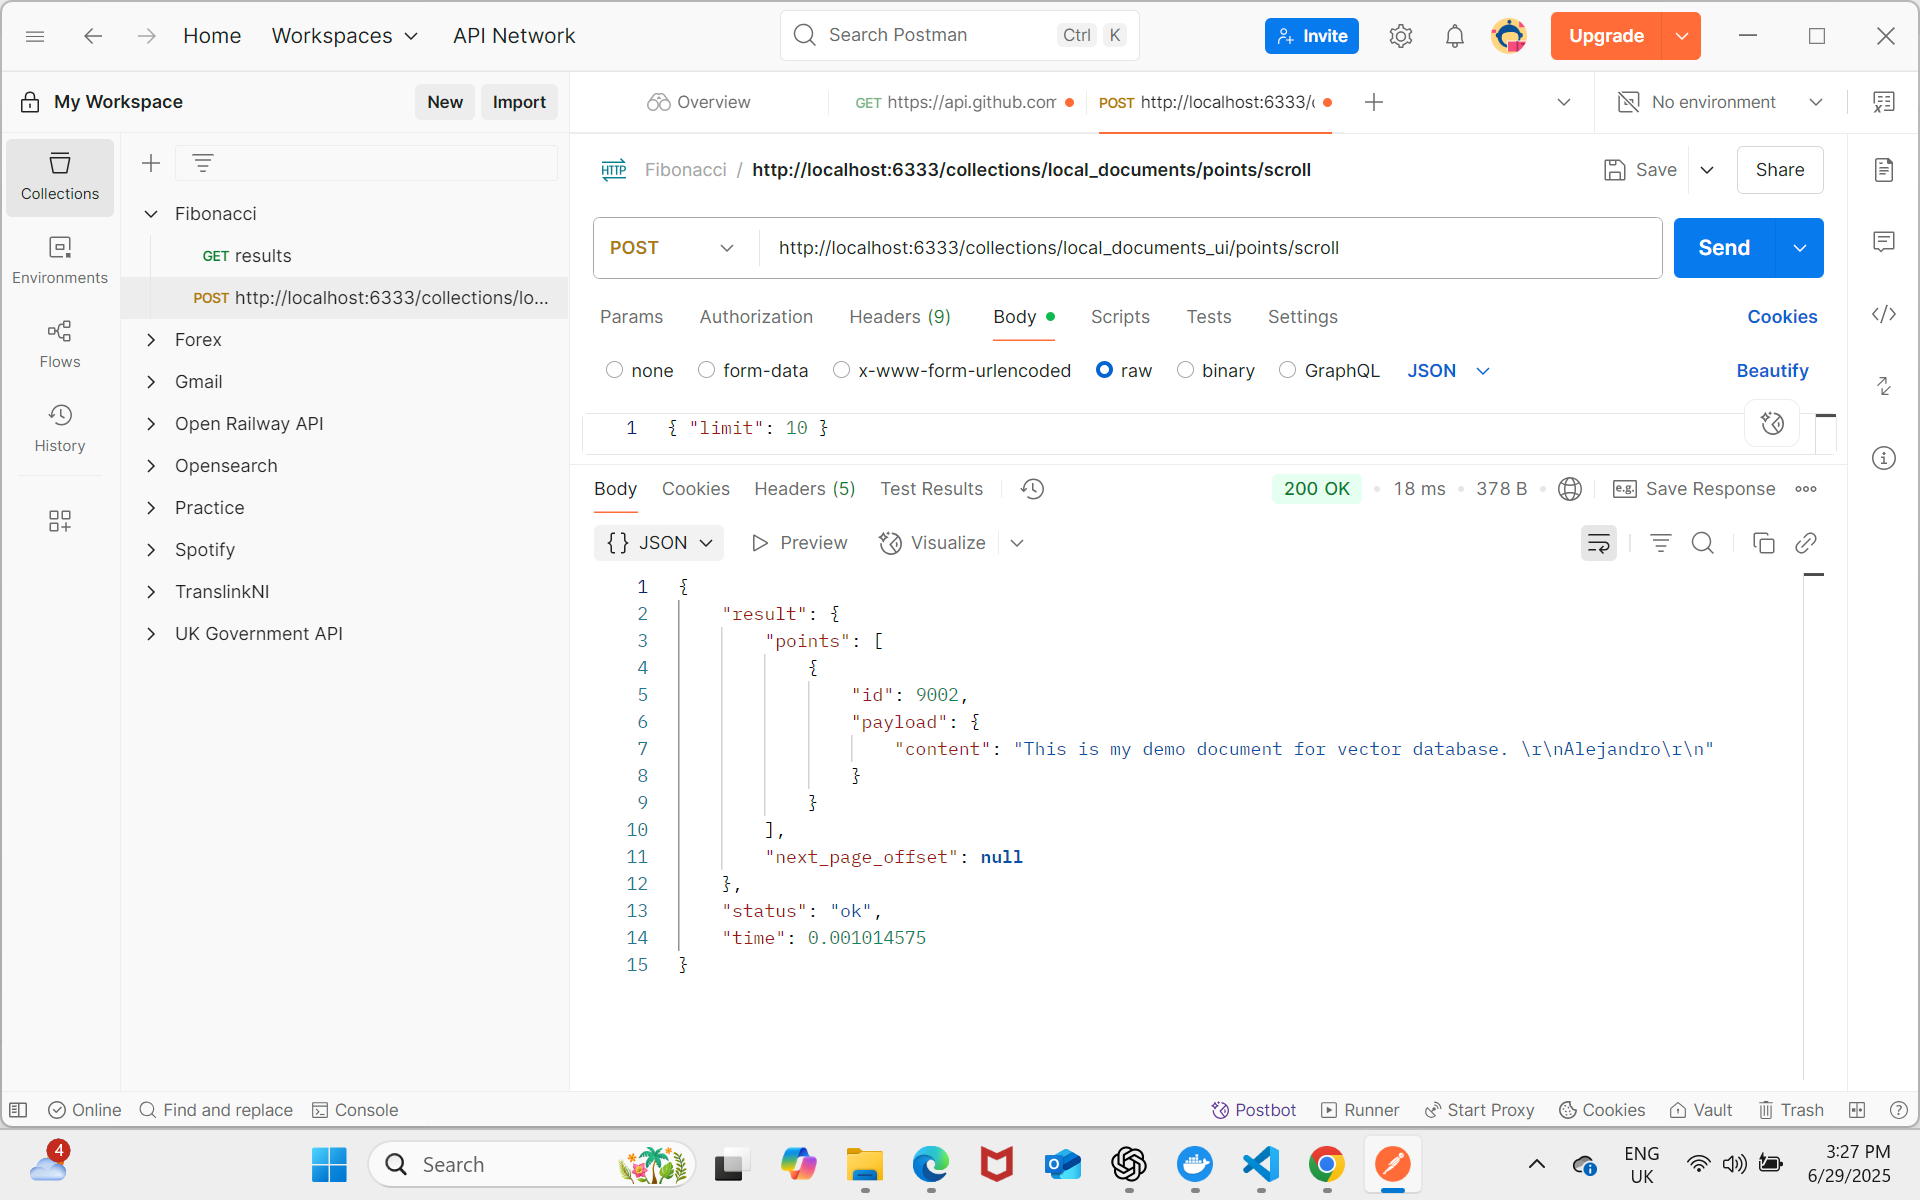 Home
Workspaces
API Network
Search Postman
Ctrl
K
Invite
Upgrade
My Workspace
New
Import
Overview
GET https://api.github.com
POST http://localhost:6333/
No environment
Collections
Environments
Flows
History
Fibonacci
GET results
POST http://localhost:6333/collections/lo...
Forex
Gmail
Open Railway API
Opensearch
Practice
Spotify
TranslinkNI
UK Government API
HTTP
Fibonacci / http://localhost:6333/collections/local_documents/points/scroll
Save
Share
POST
http://localhost:6333/collections/local_documents_ui/points/scroll
Send
Params
Authorization
Headers (9)
Body
Scripts
Tests
Settings
Cookies
none
form-data
x-www-form-urlencoded
raw
binary
GraphQL
JSON
Beautify
1 { "limit": 10 }
Body
Cookies
Headers (5)
Test Results
200 OK
18 ms
378 B
e.g.
Save Response
{} JSON
Preview
Visualize
1 {
2 "result": {
3 "points": [
4 {
5 "id": 9002,
6 "payload": {
7 "content": "This is my demo document for vector database. \r\nAlejandro\r\n"
8 }
9 }
10 ],
11 "next_page_offset": null
12 },
13 "status": "ok",
14 "time": 0.001014575
15 }
Online
Find and replace
Console
Postbot
Runner
Start Proxy
Cookies
Vault
Trash
4
Search
ENG
UK
3:27 PM
6/29/2025